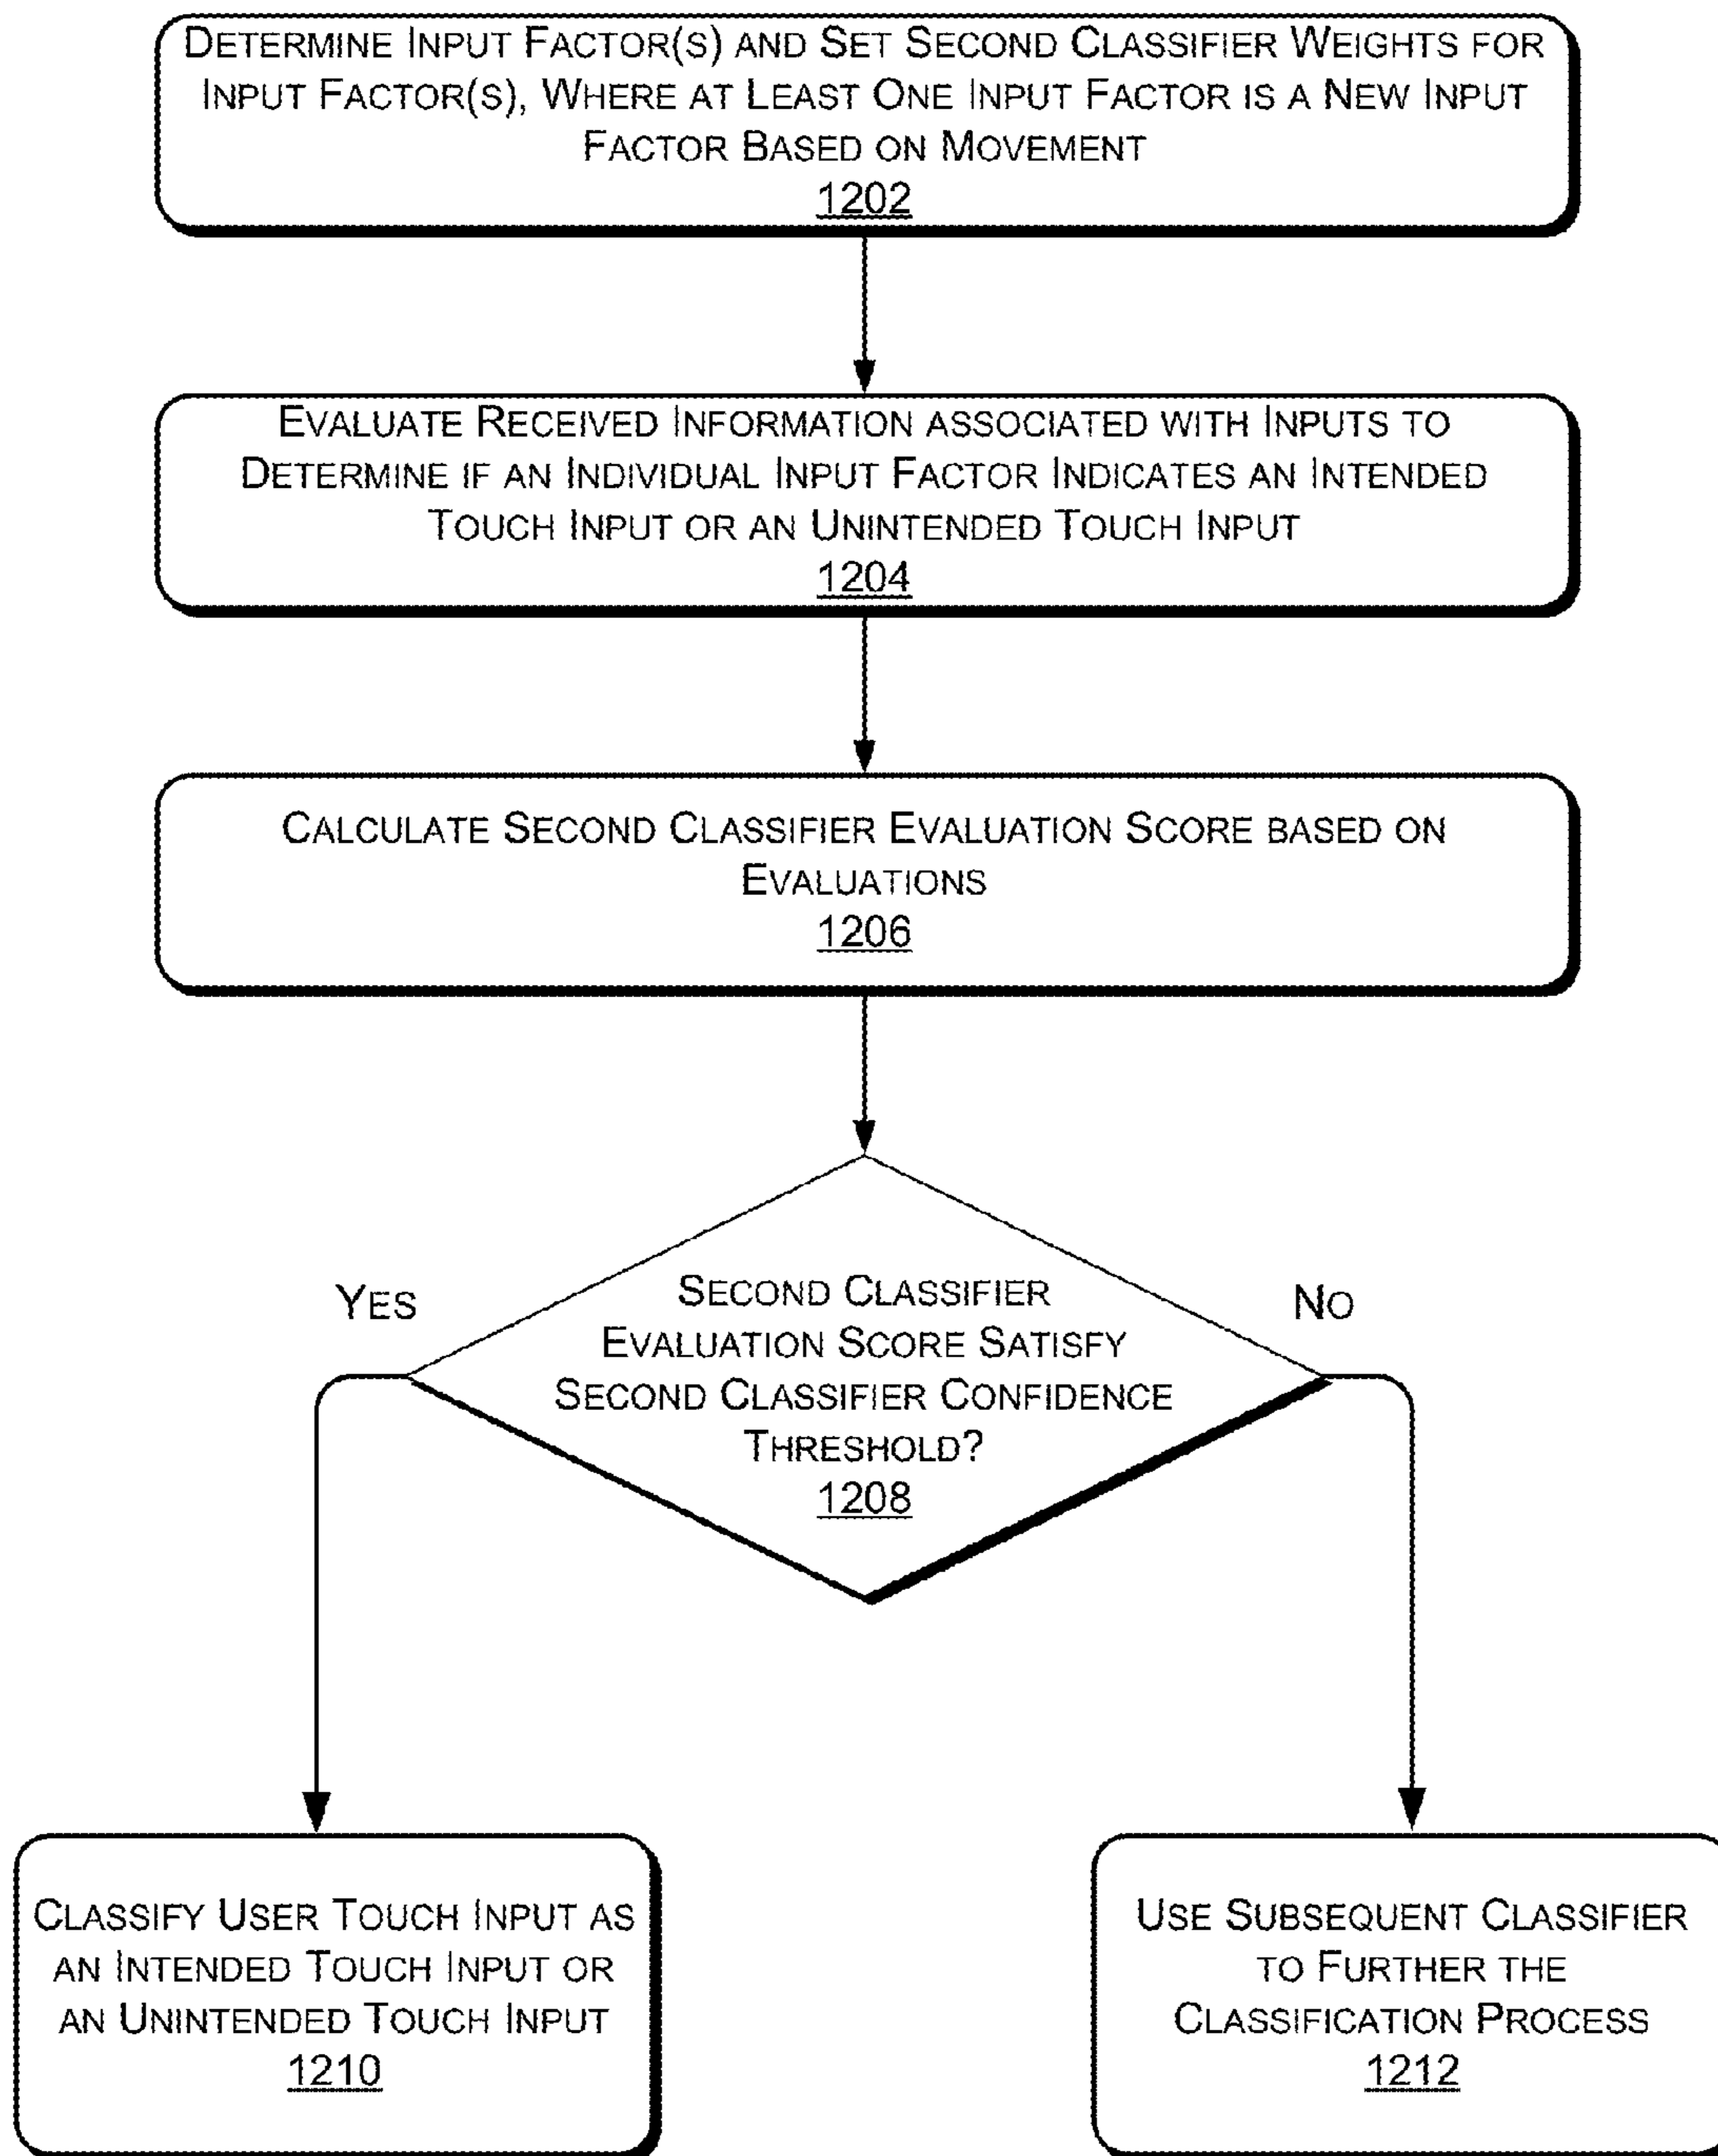 DETERMINE INPUT FACTOR(S) AND SET SECOND CLASSIFIER WEIGHTS FOR
INPUT FACTOR(S), WHERE AT LEAST ONE INPUT FACTOR IS A NEW INPUT
FACTOR BASED ON MOVEMENT
1202
EVALUATE RECEIVED INFORMATION ASSOCIATED WITH INPUTS TO
DETERMINE IF AN INDIVIDUAL INPUT FACTOR INDICATES AN INTENDED
TOUCH INPUT OR AN UNINTENDED TOUCH INPUT
1204
CALCULATE SECOND CLASSIFIER EVALUATION SCORE BASED ON
EVALUATIONS
1206
YES
NO
SECOND CLASSIFIER
EVALUATION SCORE SATISFY
SECOND CLASSIFIER CONFIDENCE
THRESHOLD?
1208
CLASSIFY USER TOUCH INPUT AS
AN INTENDED TOUCH INPUT OR
AN UNINTENDED TOUCH INPUT
1210
USE SUBSEQUENT CLASSIFIER
TO FURTHER THE
CLASSIFICATION PROCESS
1212